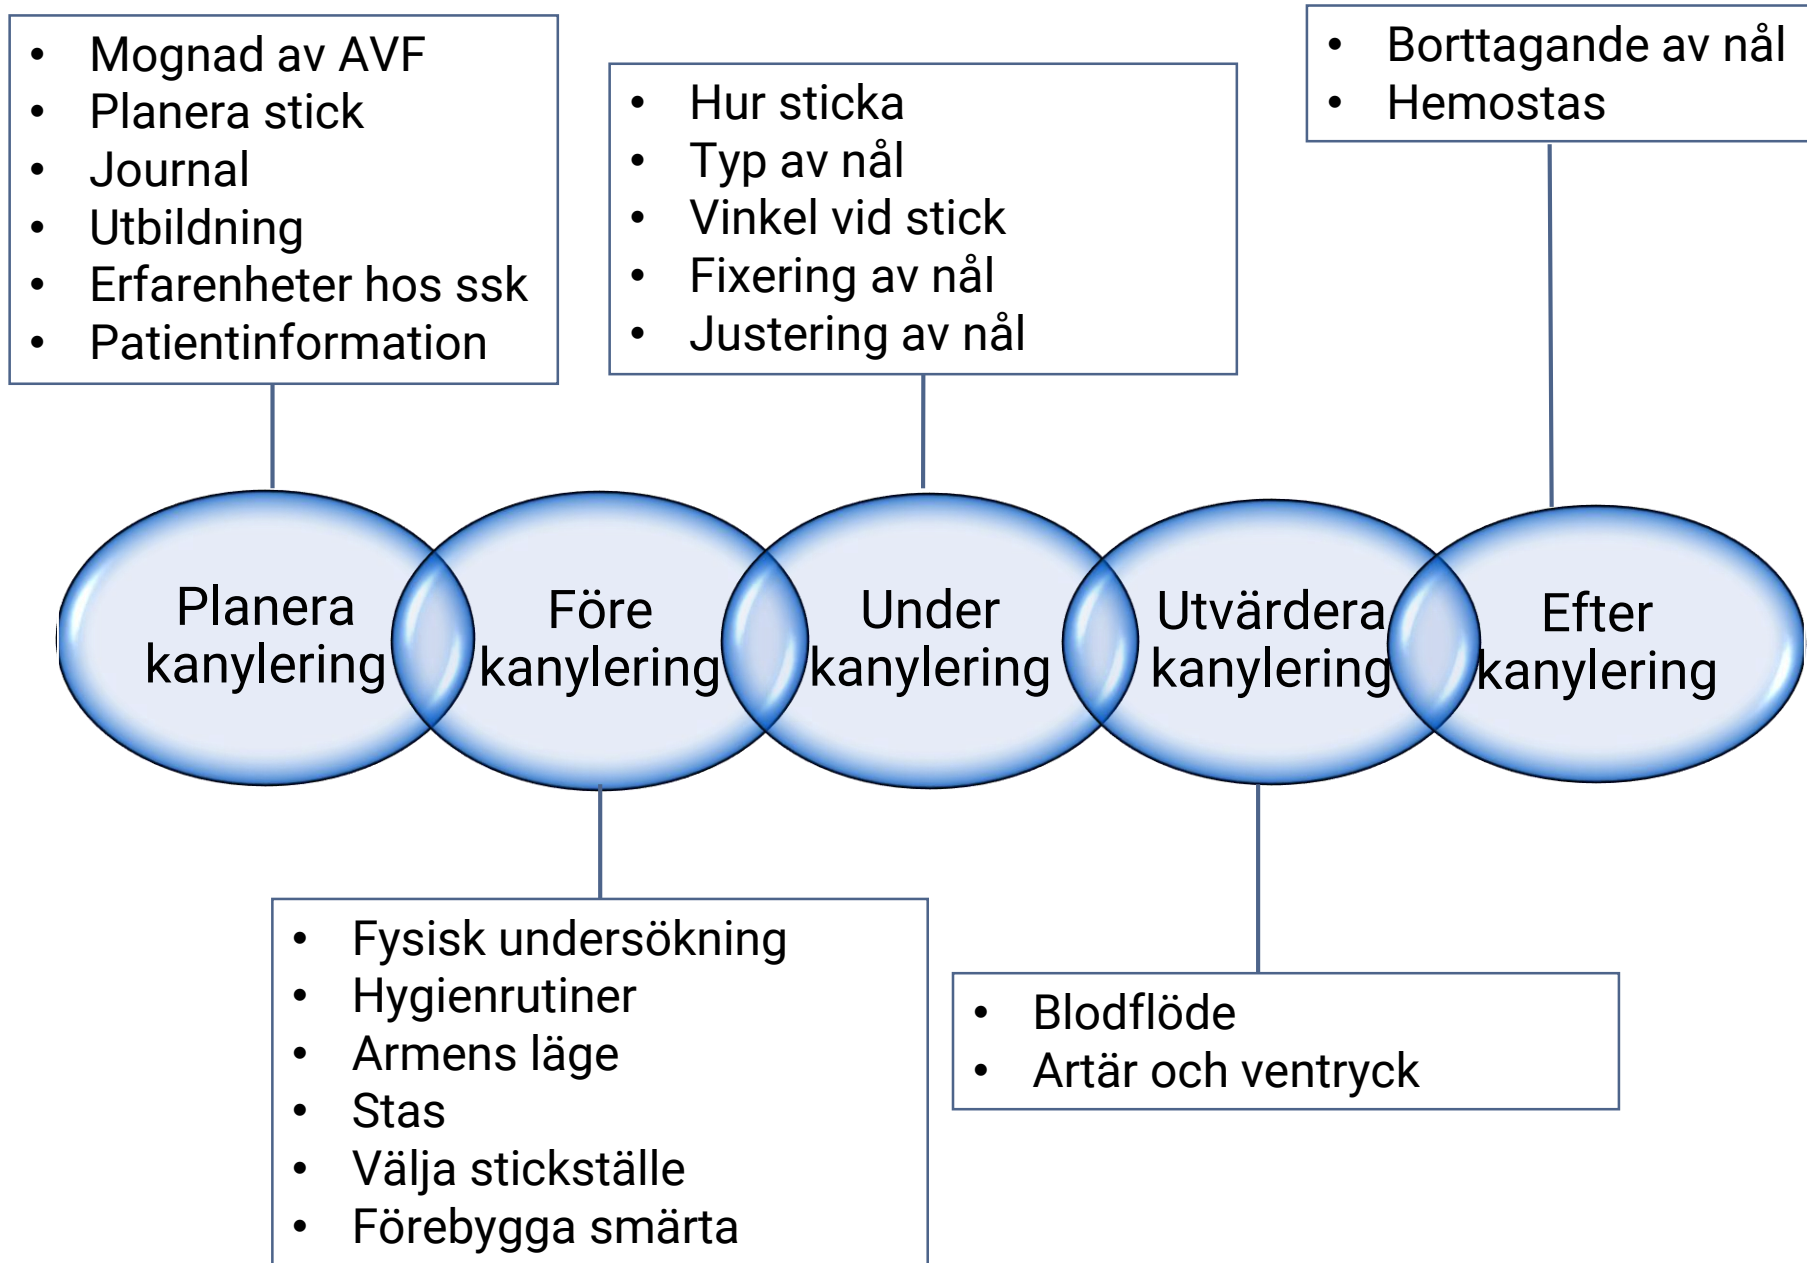 • Mognad av AVF
• Planera stick
• Journal
• Utbildning
• Erfarenheter hos ssk
• Patientinformation
• Hur sticka
• Typ av nål
• Vinkel vid stick
• Fixering av nål
• Justering av nål
• Borttagande av nål
• Hemostas
Planera
kanylering
Före
kanylering
Under
kanylering
Utvärdera
kanylering
Efter
kanylering
• Fysisk undersökning
• Hygienrutiner
• Armens läge
• Stas
• Välja stickställe
• Förebygga smärta
• Blodflöde
• Artär och ventryck